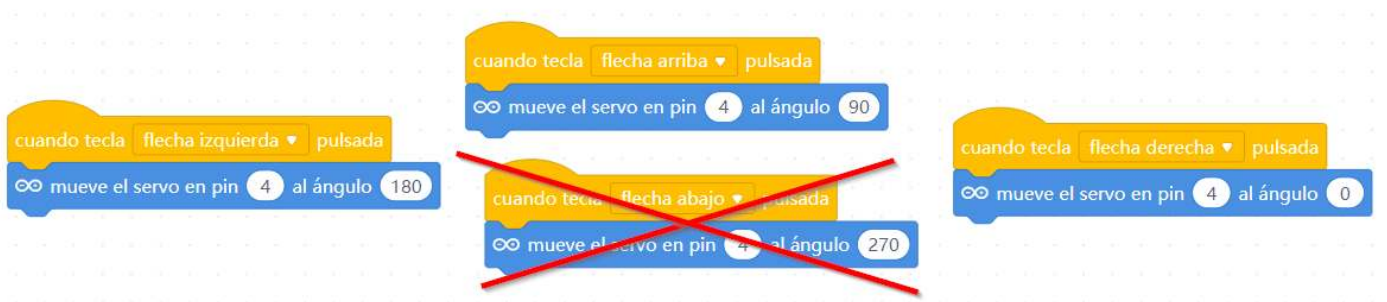 cuando tecla flecha izquierda pulsada
mueve el servo en pin 4 al ángulo 180
cuando tecla flecha arriba pulsada
mueve el servo en pin 4 al ángulo 90
cuando tecla flecha abajo pulsada
mueve el servo en pin 4 al ángulo 270
cuando tecla flecha derecha pulsada
mueve el servo en pin 4 al ángulo 0